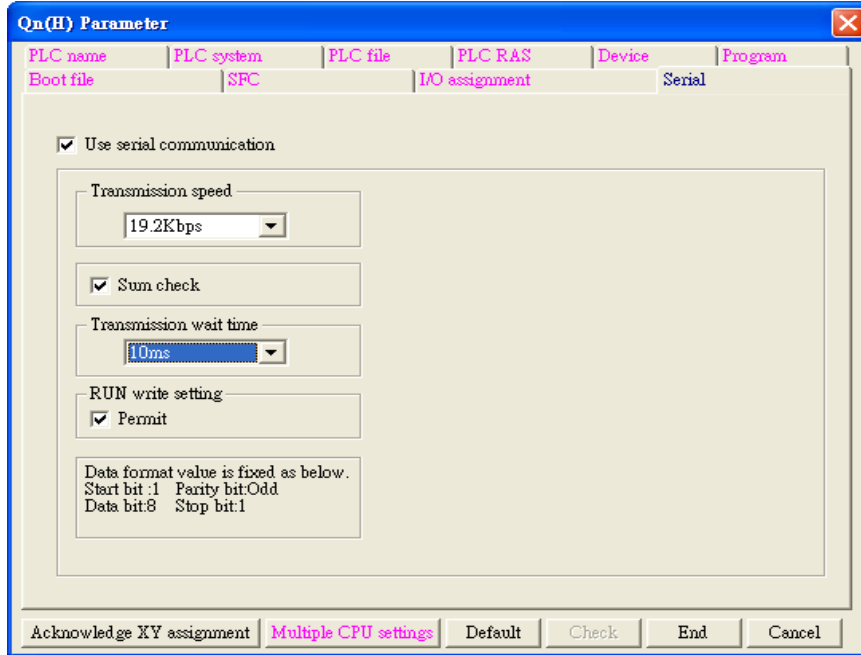 Qn(H) Parameter
PLC name PLC system PLC file PLC RAS Device Program
Boot file SFC I/O assignment Serial
Use serial communication
Transmission speed
19.2Kbps
Sum check
Transmission wait time
10ms
RUN write setting
Permit
Data format value is fixed as below.
Start bit :1 Parity bit:Odd
Data bit:8 Stop bit:1
Acknowledge XY assignment Multiple CPU settings Default Check End Cancel